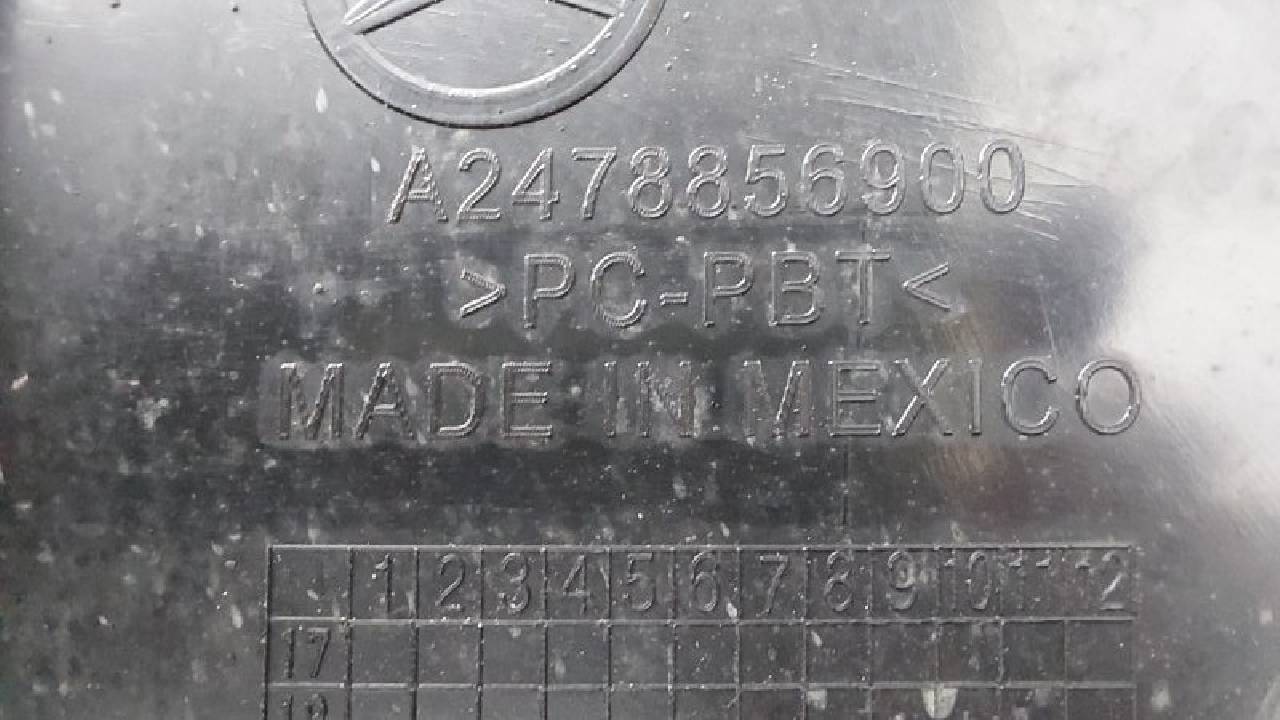 A2478856900
>PC-PBT<
MADE IN MEXICO
1 2 3 4 5 6 7 8 9 10 11 12
17